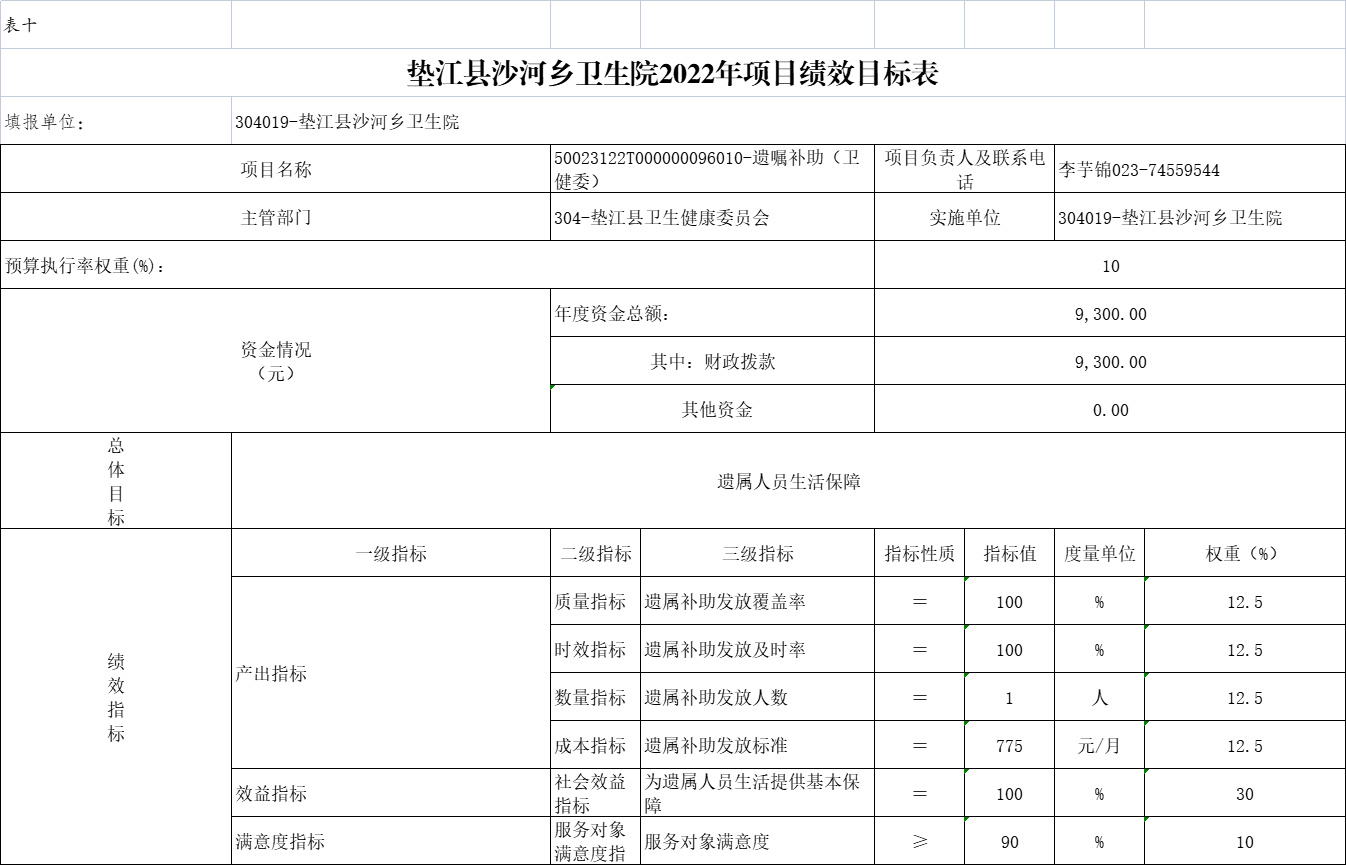 表十
垫江县沙河乡卫生院2022年项目绩效目标表
填报单位： 304019-垫江县沙河乡卫生院
项目名称 50023122T000000096010-遗嘱补助（卫 项目负责人及联系电 李芋锦023-74559544
健委） 话
主管部门 304-垫江县卫生健康委员会 实施单位 304019-垫江县沙河乡卫生院
预算执行率权重(%)： 10
资金情况
（元）
年度资金总额： 9,300.00
其中：财政拨款 9,300.00
其他资金 0.00
总
体
目
标
遗属人员生活保障
绩
效
指
标
一级指标 二级指标 三级指标 指标性质 指标值 度量单位 权重（%）
产出指标
质量指标 遗属补助发放覆盖率 ＝ 100 % 12.5
时效指标 遗属补助发放及时率 ＝ 100 % 12.5
数量指标 遗属补助发放人数 ＝ 1 人 12.5
成本指标 遗属补助发放标准 ＝ 775 元/月 12.5
效益指标 社会效益 为遗属人员生活提供基本保 ＝ 100 % 30
指标 障
满意度指标 服务对象 服务对象满意度 ≥ 90 % 10
满意度指